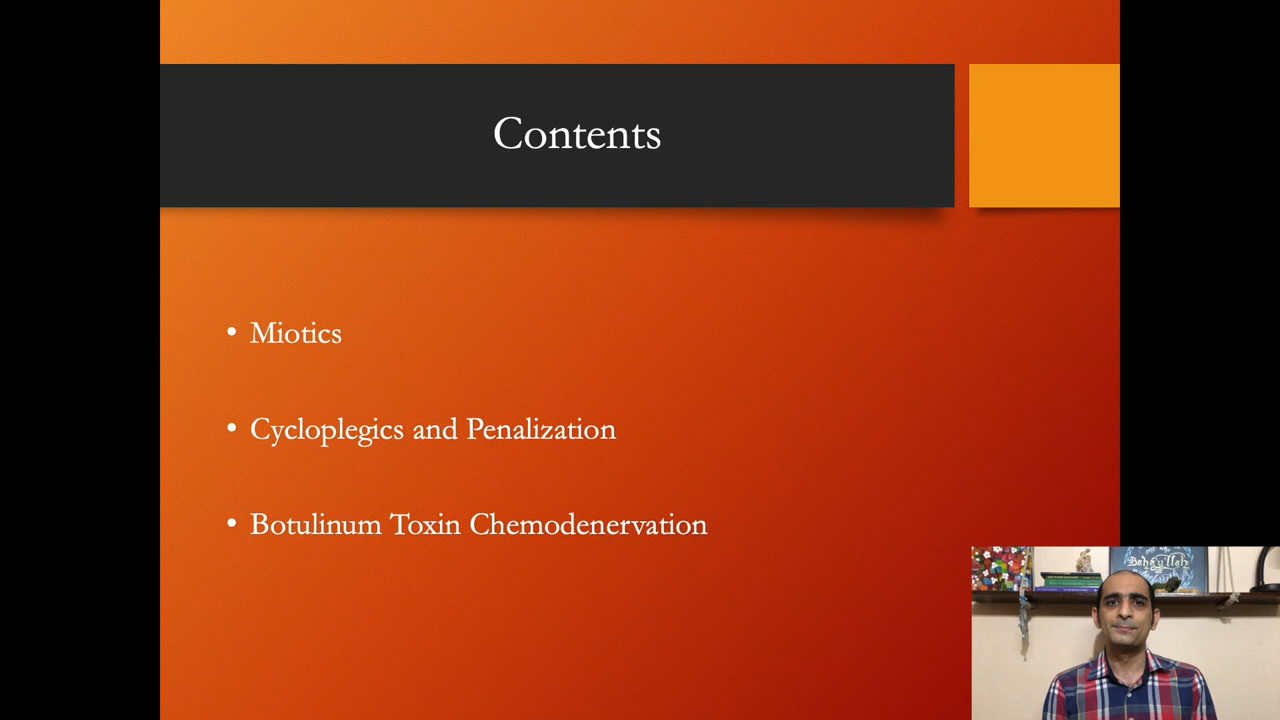 Contents
• Miotics
• Cycloplegics and Penalization
• Botulinum Toxin Chemodenervation